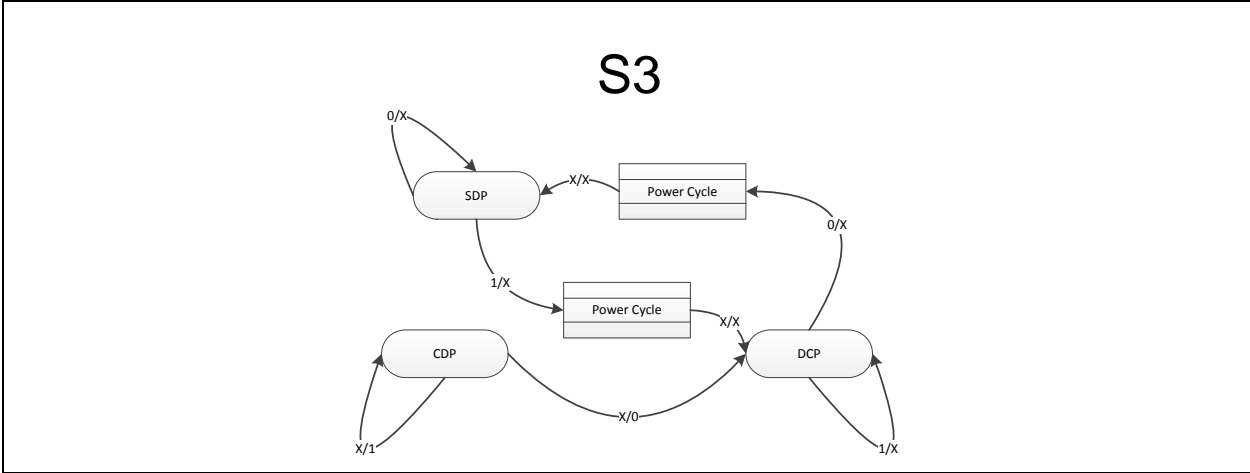 S3
0/X
SDP
X/X
Power Cycle
0/X
1/X
Power Cycle
X/X
CDP
DCP
X/0
X/1
1/X